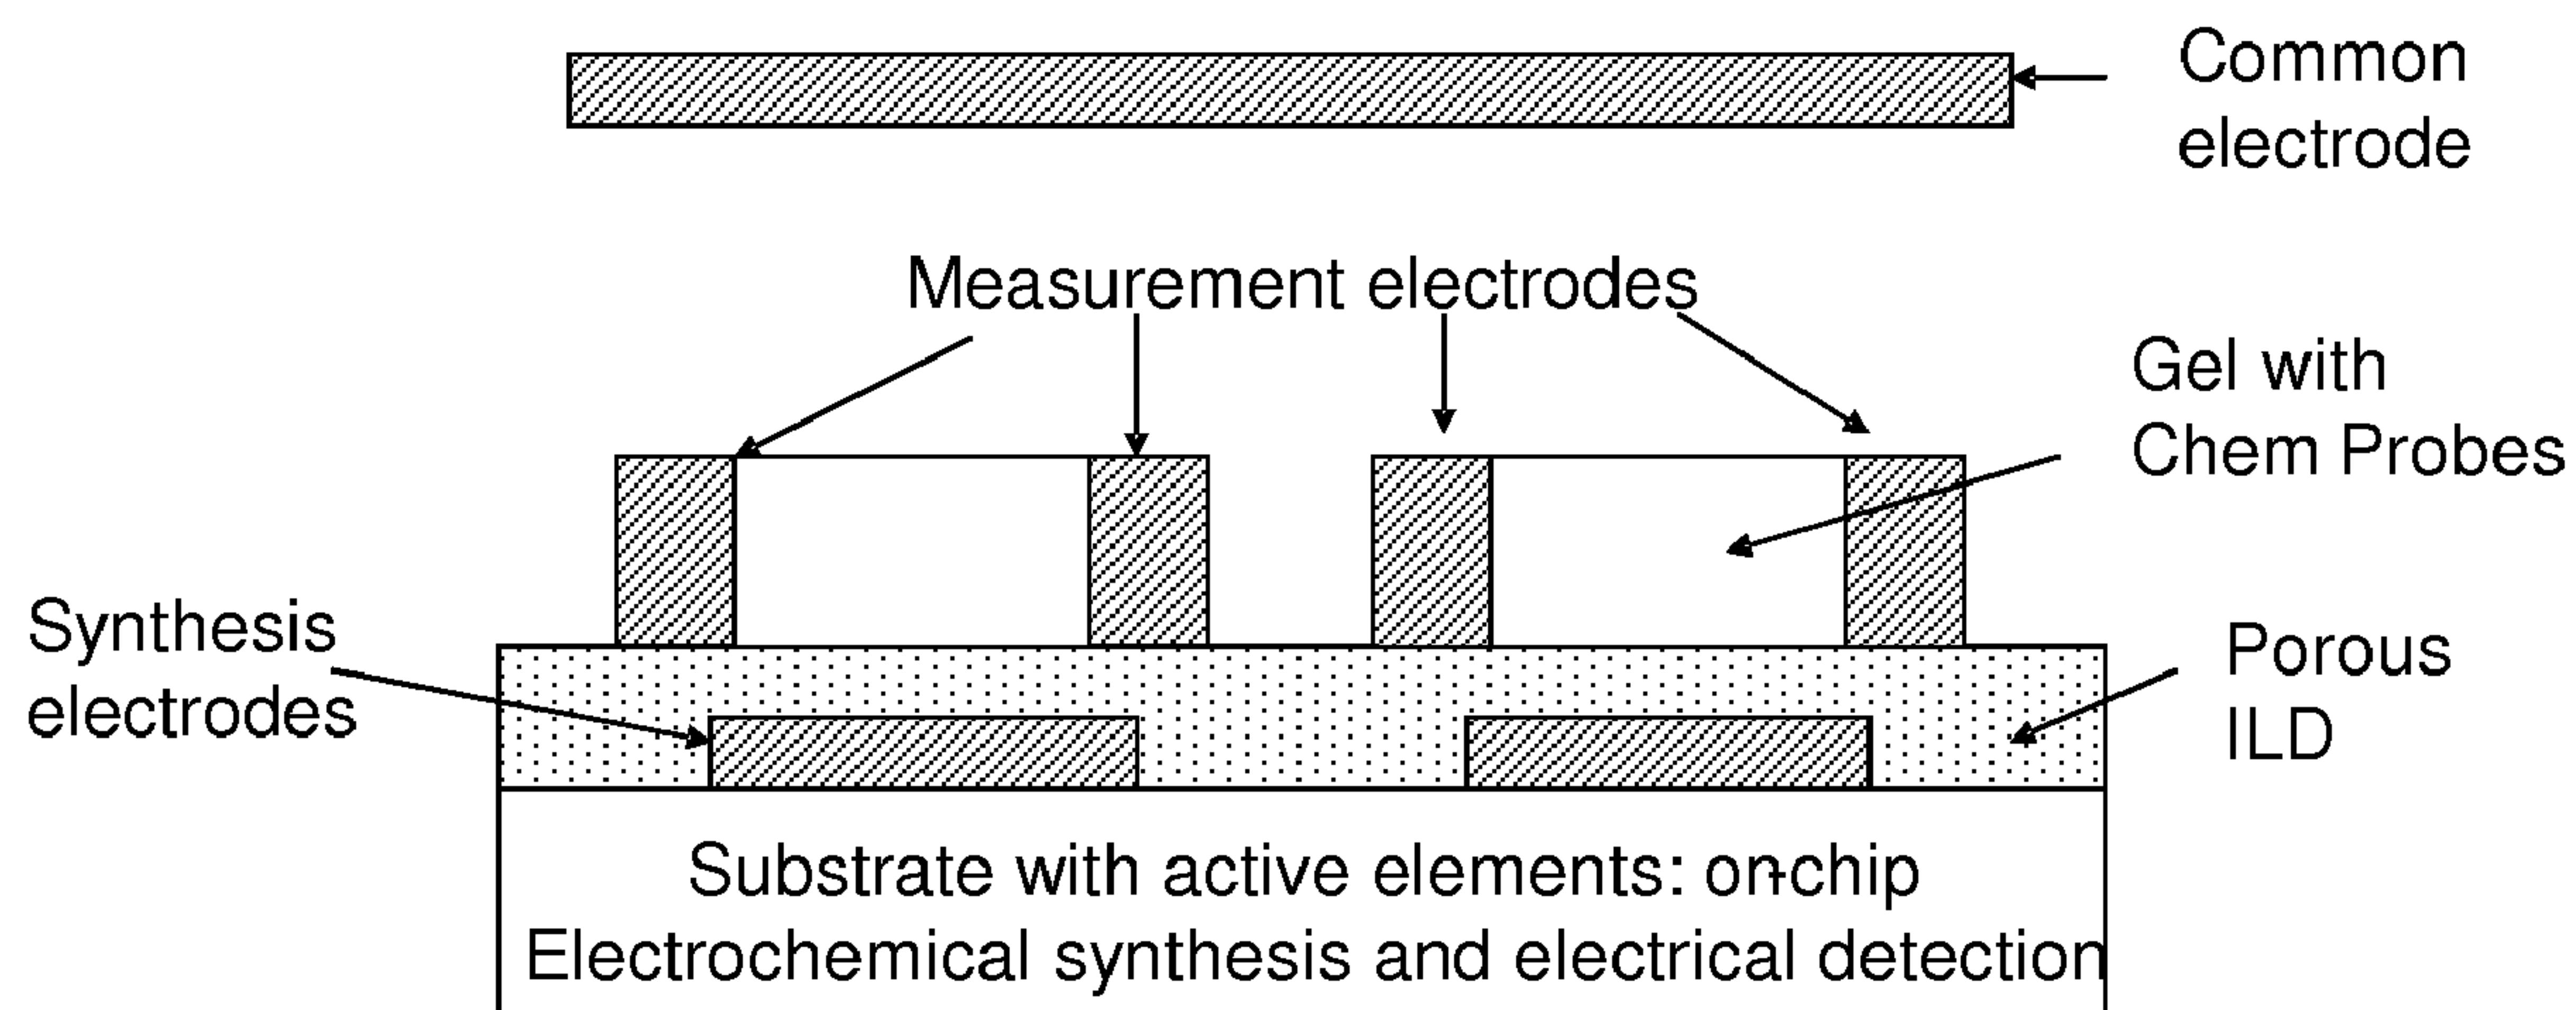 Common
electrode
Measurement electrodes
Gel with
Chem Probes
Synthesis
electrodes
Porous
ILD
Substrate with active elements: on-chip
Electrochemical synthesis and electrical detection